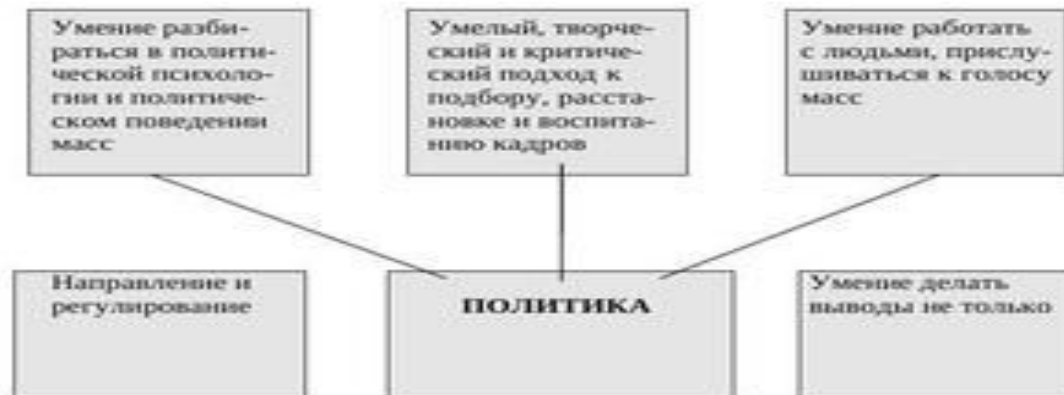 Умение разби-
раться в полити-
ческой психоло-
гии и политиче-
ском поведении
масс
Умелый, творче-
ский и критиче-
ский подход к
подбору, расста-
новке и воспита-
нию кадров
Умение работать
с людьми, прислу-
шиваться к голосу
масс
Направление и
регулирование
ПОЛИТИКА
Умение делать
выводы не только